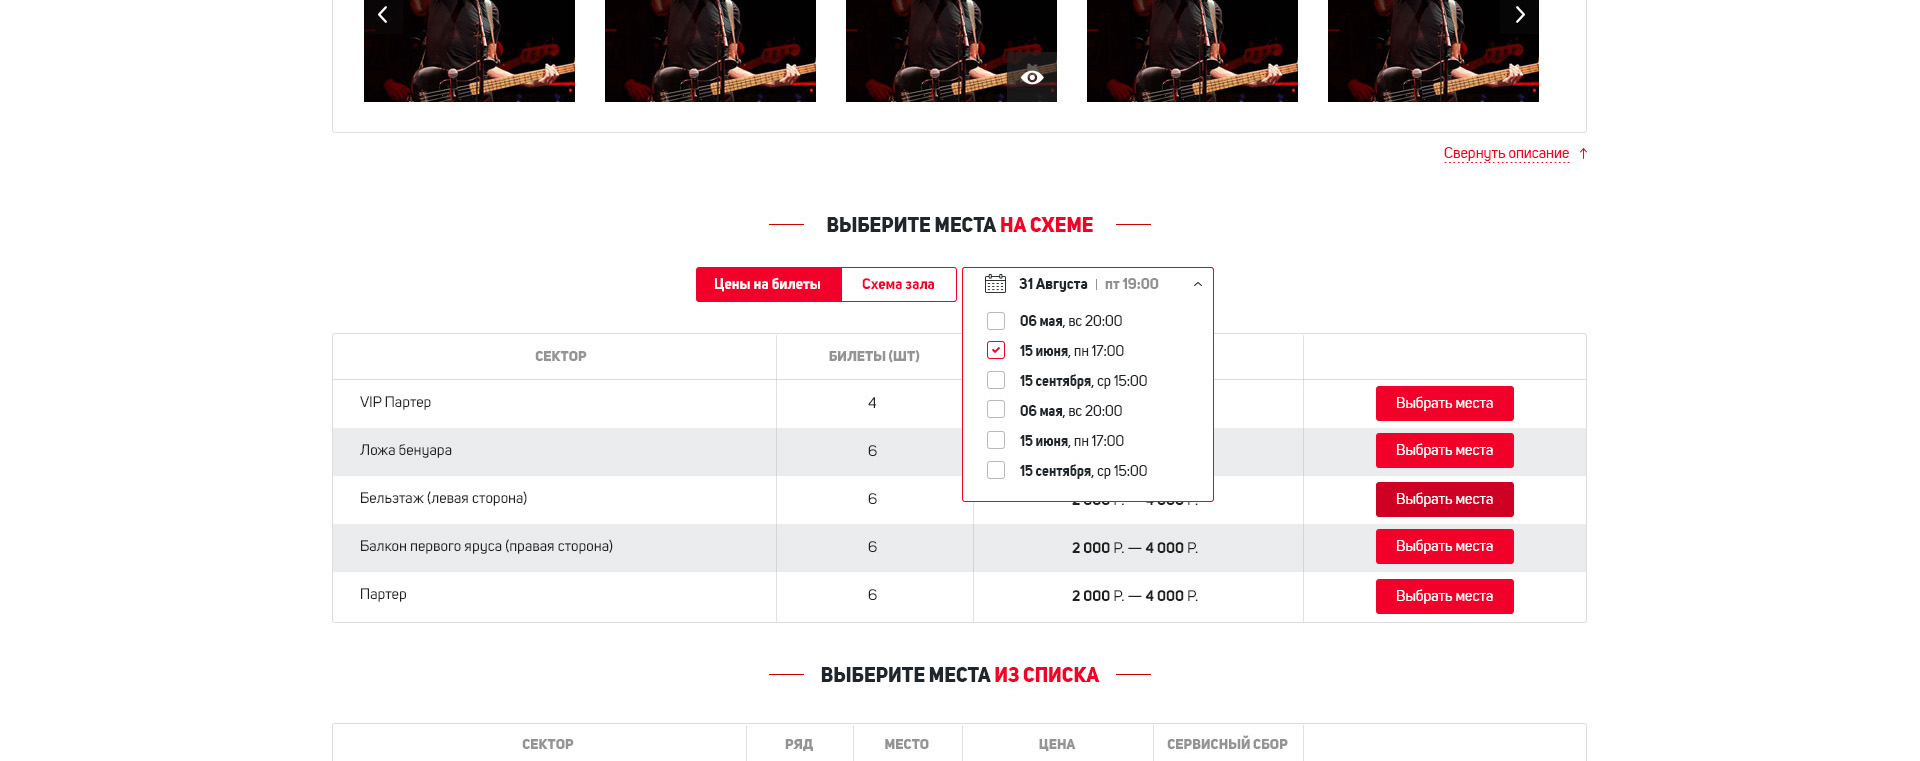 Свернуть описание
ВЫБЕРИТЕ МЕСТА НА СХЕМЕ
Цены на билеты
Схема зала
31 Августа | пт 19:00
06 мая, вс 20:00
15 июня, пн 17:00
15 сентября, ср 15:00
06 мая, вс 20:00
15 июня, пн 17:00
15 сентября, ср 15:00
СЕКТОР
БИЛЕТЫ (ШТ)
VIP Партер
4
Выбрать места
Ложа бенуара
6
Выбрать места
Бельэтаж (левая сторона)
6
2 000 Р. — 4 000 Р.
Выбрать места
Балкон первого яруса (правая сторона)
6
2 000 Р. — 4 000 Р.
Выбрать места
Партер
6
2 000 Р. — 4 000 Р.
Выбрать места
ВЫБЕРИТЕ МЕСТА ИЗ СПИСКА
СЕКТОР
РЯД
МЕСТО
ЦЕНА
СЕРВИСНЫЙ СБОР